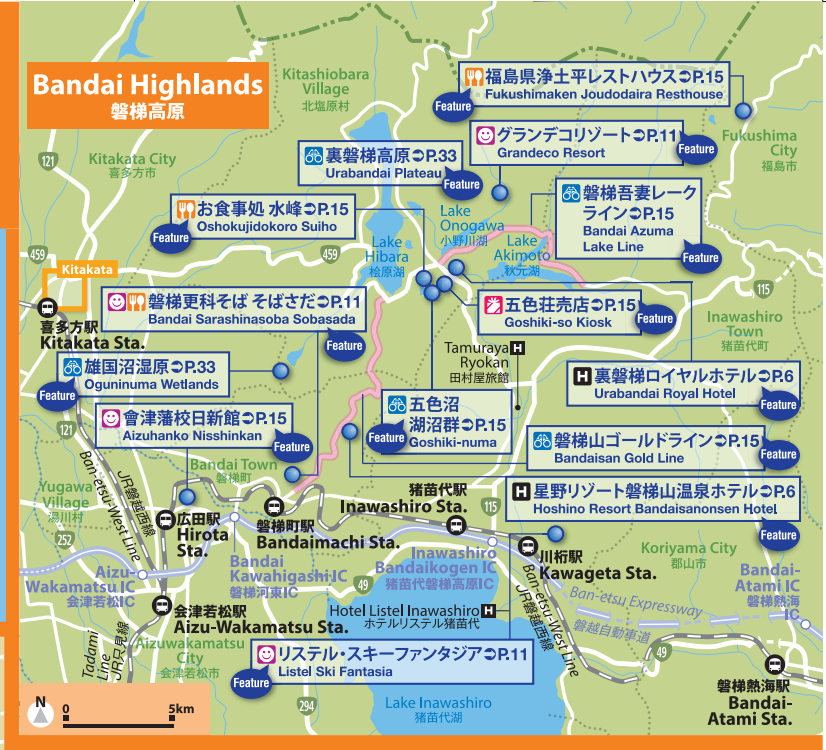 Bandai Highlands
磐梯高原
Kitashiobara
Village
北塩原村
福島県浄土平レストハウス➲P.15
Fukushimaken Joudodaira Resthouse
Feature
グランデコリゾート➲P.11
Grandeco Resort
Feature
Fukushima
City
福島市
121
Kitakata City
喜多方市
裏磐梯高原➲P.33
Urabandai Plateau
Feature
磐梯吾妻レーク
ライン➲P.15
Bandai Azuma
Lake Line
Feature
お食事処 水峰➲P.15
Oshokujidokoro Suiho
Feature
Lake
Onogawa
小野川湖
Lake
Hibara
桧原湖
Lake
Akimoto
秋元湖
459
459
Kitakata
喜多方駅
Kitakata Sta.
磐梯更科そば そばさだ➲P.11
Bandai Sarashinasoba Sobasada
Feature
五色荘売店➲P.15
Goshiki-so Kiosk
Feature
115
Inawashiro
Town
猪苗代町
Tamuraya H
Ryokan
田村屋旅館
雄国沼湿原➲P.33
Oguninuma Wetlands
Feature
H 裏磐梯ロイヤルホテル➲P.6
Urabandai Royal Hotel
Feature
會津藩校日新館➲P.15
Aizuhanko Nisshinkan
Feature
五色沼
湖沼群➲P.15
Goshiki-numa
Feature
磐梯山ゴールドライン➲P.15
Bandaisan Gold Line
Feature
121
Bandai Town
磐梯町
Yugawa
Village
湯川村
Ban-etsu-West Line
JR磐越西線
猪苗代駅
Inawashiro Sta.
115
H 星野リゾート磐梯山温泉ホテル➲P.6
Hoshino Resort Bandaisanonsen Hotel
Feature
広田駅
Hirota
Sta.
磐梯町駅
Bandaimachi Sta.
252
Bandai
Kawahigashi IC
磐梯河東IC
Inawashiro
Bandaikogen IC
猪苗代磐梯高原IC
川桁駅
Kawageta Sta.
Koriyama City
郡山市
Bandai-
Atami IC
磐梯熱海
IC
Aizu-
Wakamatsu IC
会津若松IC
49
Ban-etsu Expressway
磐越自動車道
会津若松駅
Aizu-Wakamatsu Sta.
Hotel Listel Inawashiro H
ホテルリステル猪苗代
Ban-etsu-West Line
JR磐越西線
Tadami
Line
JR只見線
Aizuwakamatsu
City
会津若松市
リステル・スキーファンタジア➲P.11
Listel Ski Fantasia
Feature
49
磐梯熱海駅
Bandai-
Atami Sta.
294
Lake Inawashiro
猪苗代湖
N
0 5km